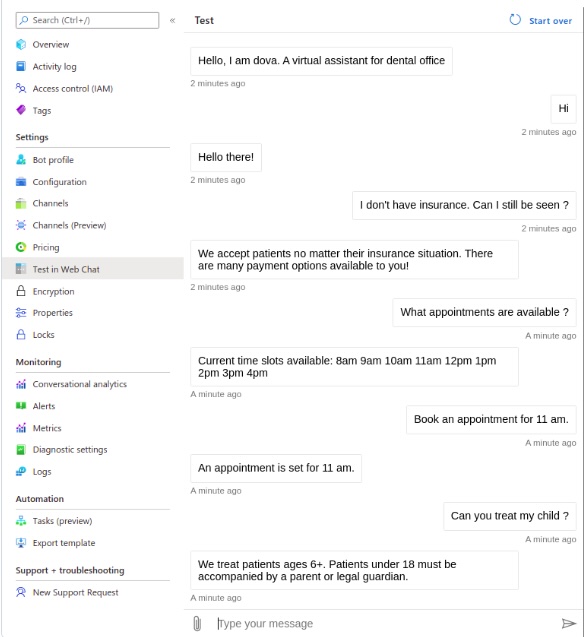 Search (Ctrl+/)
«
Overview
Activity log
Access control (IAM)
Tags
Settings
Bot profile
Configuration
Channels
Channels (Preview)
Pricing
Test in Web Chat
Encryption
Properties
Locks
Monitoring
Conversational analytics
Alerts
Metrics
Diagnostic settings
Logs
Automation
Tasks (preview)
Export template
Support + troubleshooting
New Support Request
Test
Start over
Hello, I am dova. A virtual assistant for dental office
2 minutes ago
Hi
2 minutes ago
Hello there!
2 minutes ago
I don't have insurance. Can I still be seen ?
2 minutes ago
We accept patients no matter their insurance situation. There
are many payment options available to you!
2 minutes ago
What appointments are available ?
A minute ago
Current time slots available: 8am 9am 10am 11am 12pm 1pm
2pm 3pm 4pm
A minute ago
Book an appointment for 11 am.
A minute ago
An appointment is set for 11 am.
A minute ago
Can you treat my child ?
A minute ago
We treat patients ages 6+. Patients under 18 must be
accompanied by a parent or legal guardian.
A minute ago
Type your message